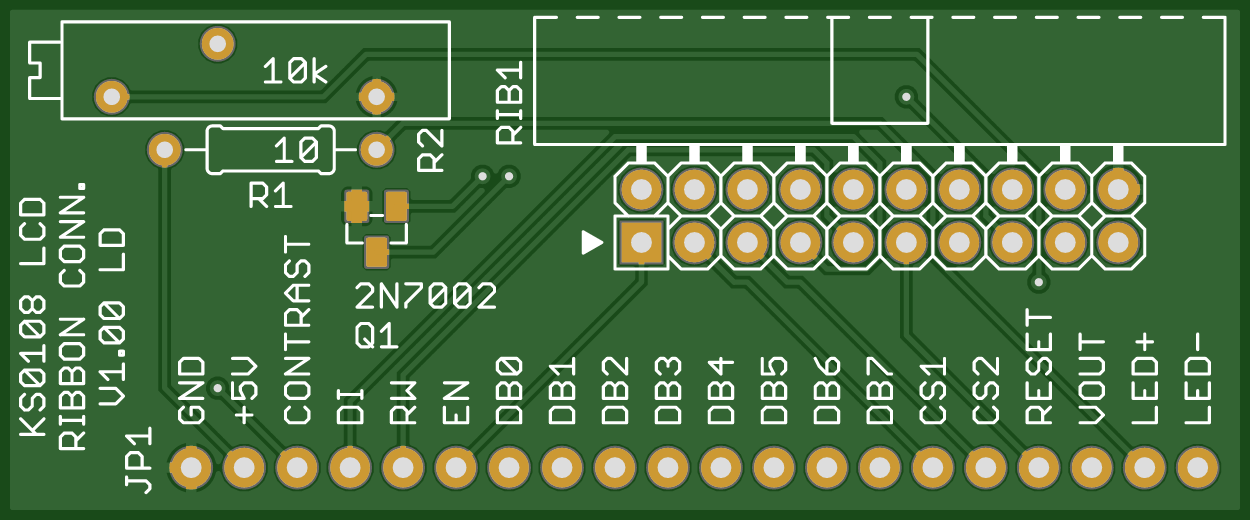 10k
RIB1
10
R2
R1
KS0108 LCD
RIBBON CONN.
V1.00 LD
2N7002
Q1
GND
+5V
CONTRAST
DI
RW
EN
DB0
DB1
DB2
DB3
DB4
DB5
DB6
DB7
CS1
CS2
RESET
VOUT
LED+
LED-
JP1